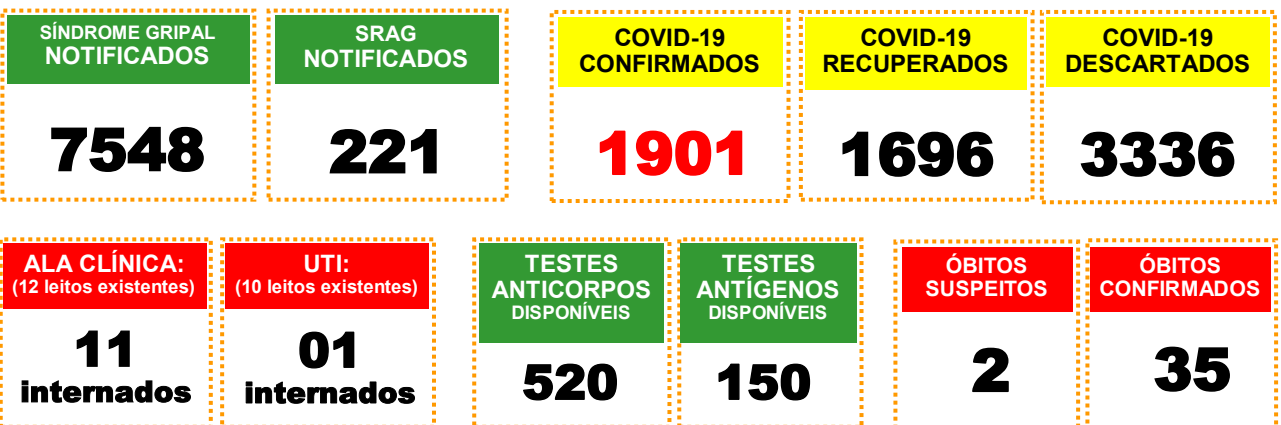 SÍNDROME GRIPAL
NOTIFICADOS
7548
SRAG
NOTIFICADOS
221
COVID-19
CONFIRMADOS
1901
COVID-19
RECUPERADOS
1696
COVID-19
DESCARTADOS
3336
ALA CLÍNICA:
(12 leitos existentes)
11
internados
UTI:
(10 leitos existentes)
01
internados
TESTES
ANTICORPOS
DISPONÍVEIS
520
TESTES
ANTÍGENOS
DISPONÍVEIS
150
ÓBITOS
SUSPEITOS
2
ÓBITOS
CONFIRMADOS
35